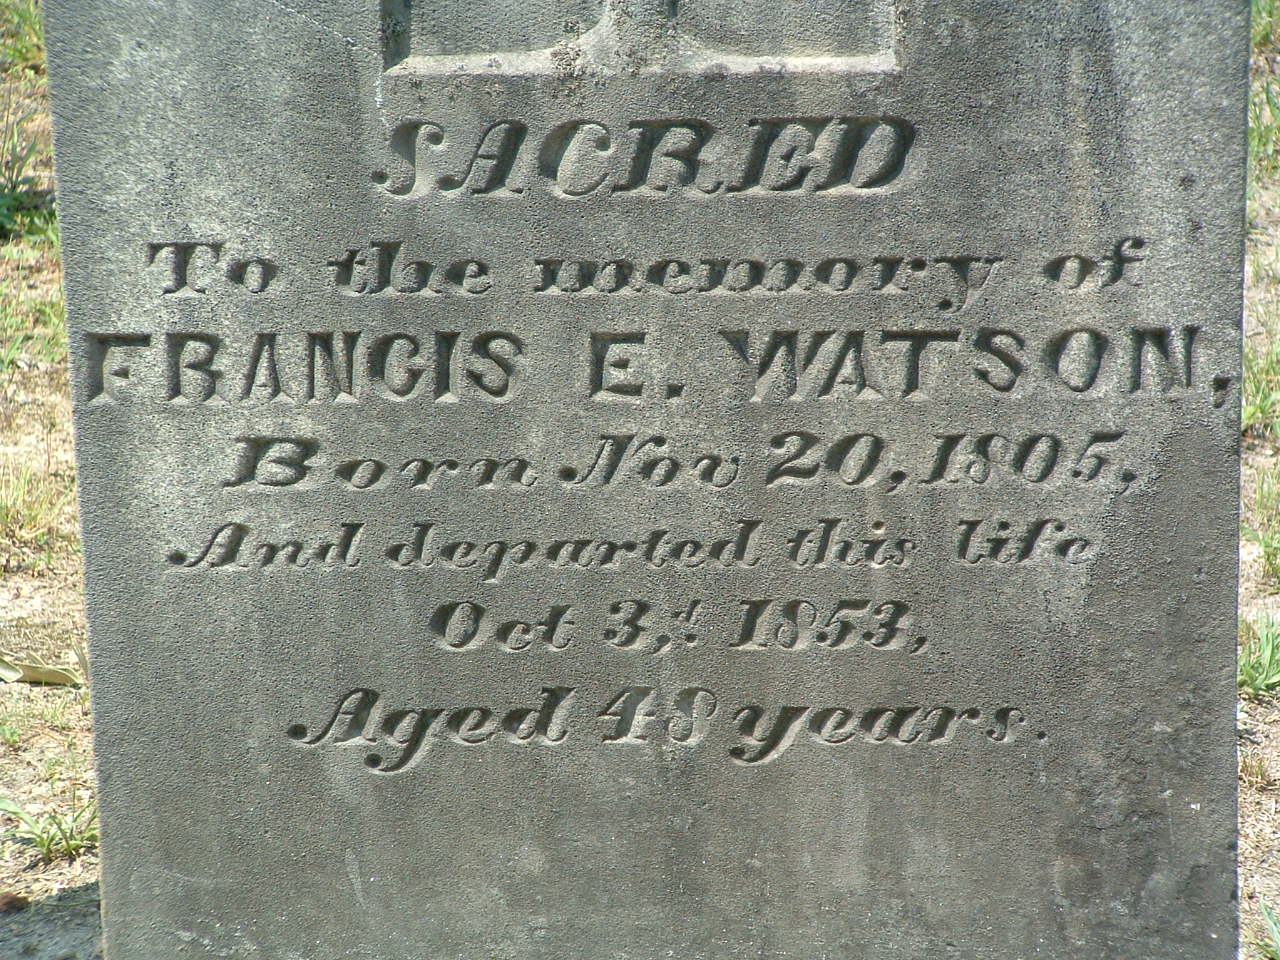 SACRED
To the memory of
FRANCIS E. WATSON,
Born Nov 20, 1805,
And departed this life
Oct 3,d. 1853,
Aged 48 years.